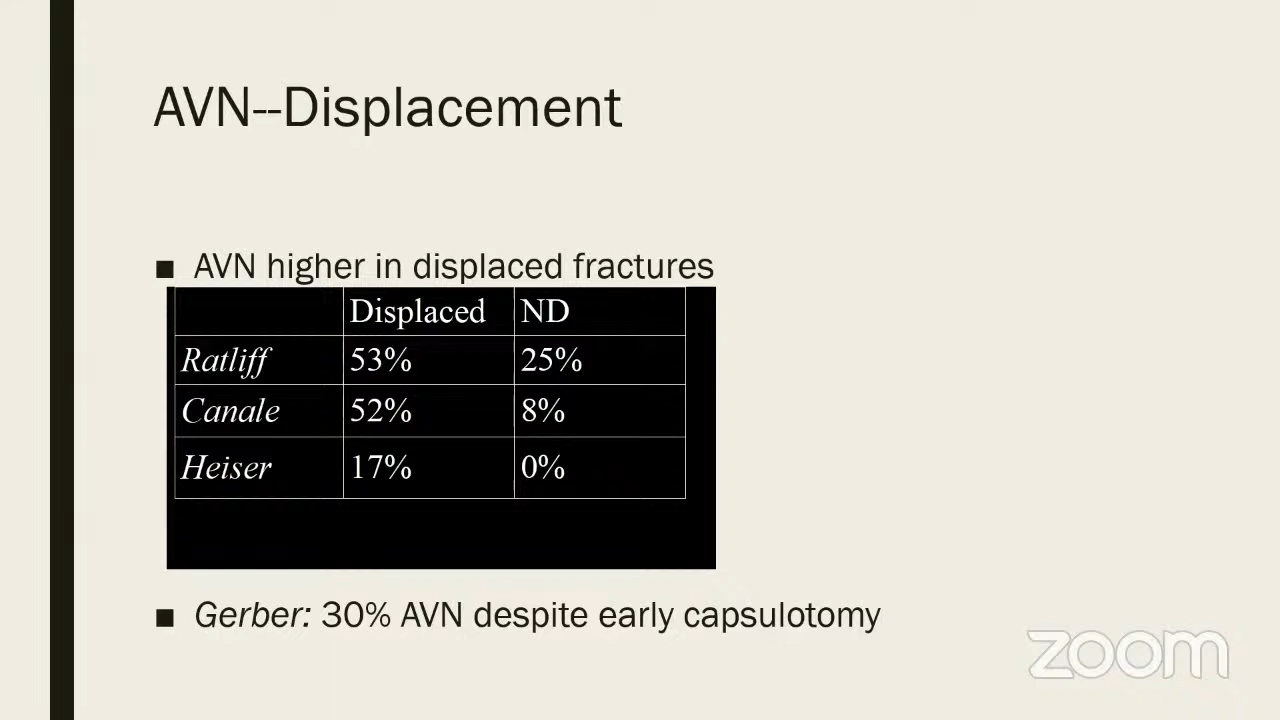 AVN--Displacement
■ AVN higher in displaced fractures
Displaced ND
Ratliff 53% 25%
Canale 52% 8%
Heiser 17% 0%
■ Gerber: 30% AVN despite early capsulotomy
zoom